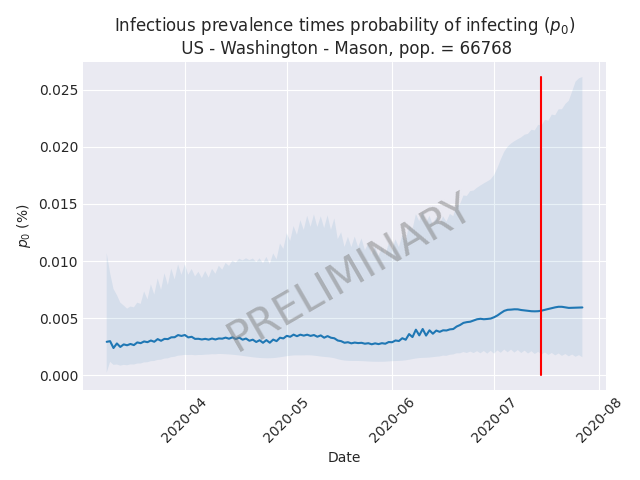 Infectious prevalence times probability of infecting (p₀)
US - Washington - Mason, pop. = 66768
0.025
0.020
0.015
0.010
0.005
0.000
p₀ (%)
PRELIMINARY
2020-04
2020-05
2020-06
2020-07
2020-08
Date